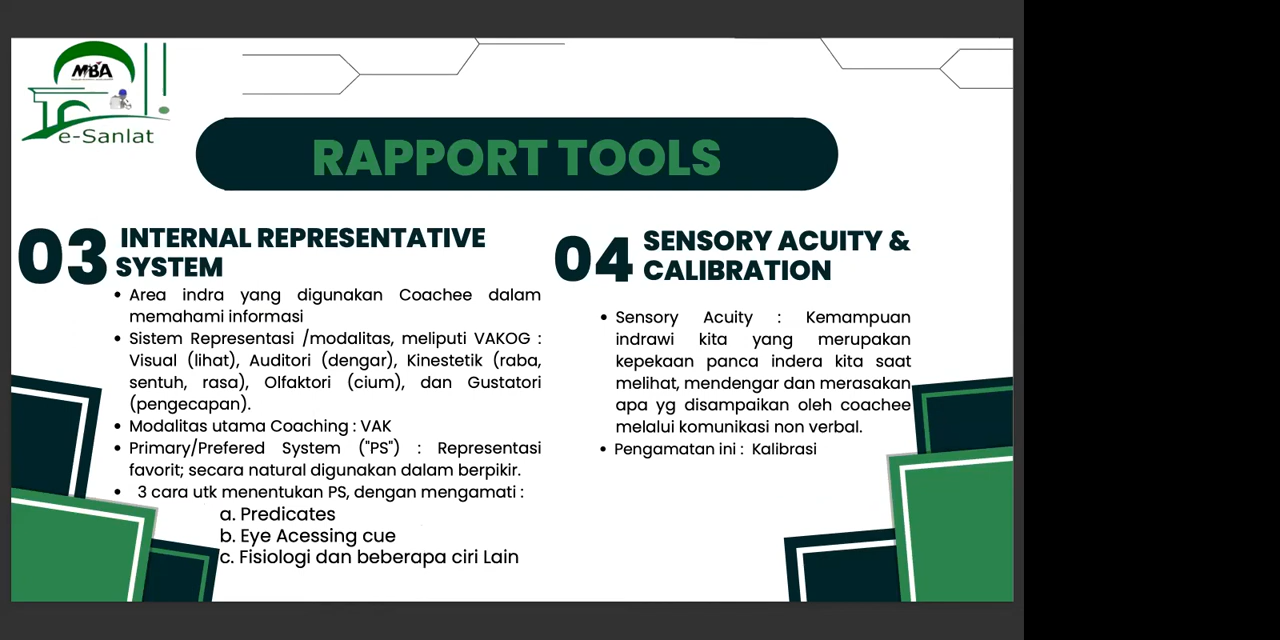 MBA
e-Sanlat
RAPPORT TOOLS
03
INTERNAL REPRESENTATIVE
SYSTEM
Area indra yang digunakan Coachee dalam
memahami informasi
Sistem Representasi /modalitas, meliputi VAKOG :
Visual (lihat), Auditori (dengar), Kinestetik (raba,
sentuh, rasa), Olfaktori (cium), dan Gustatori
(pengecapan).
Modalitas utama Coaching : VAK
Primary/Prefered System ("PS") : Representasi
favorit; secara natural digunakan dalam berpikir.
3 cara utk menentukan PS, dengan mengamati :
a. Predicates
b. Eye Acessing cue
c. Fisiologi dan beberapa ciri Lain
04
SENSORY ACUITY &
CALIBRATION
Sensory Acuity : Kemampuan
indrawi kita yang merupakan
kepekaan panca indera kita saat
melihat, mendengar dan merasakan
apa yg disampaikan oleh coachee
melalui komunikasi non verbal.
Pengamatan ini : Kalibrasi